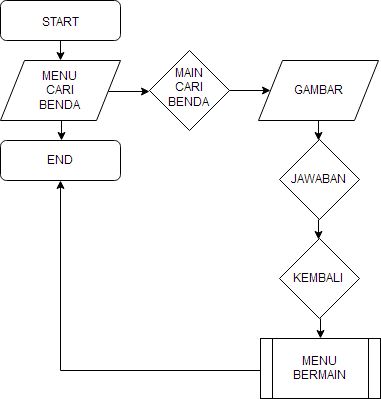 START
MENU
CARI
BENDA
MAIN
CARI
BENDA
GAMBAR
END
JAWABAN
KEMBALI
MENU
BERMAIN